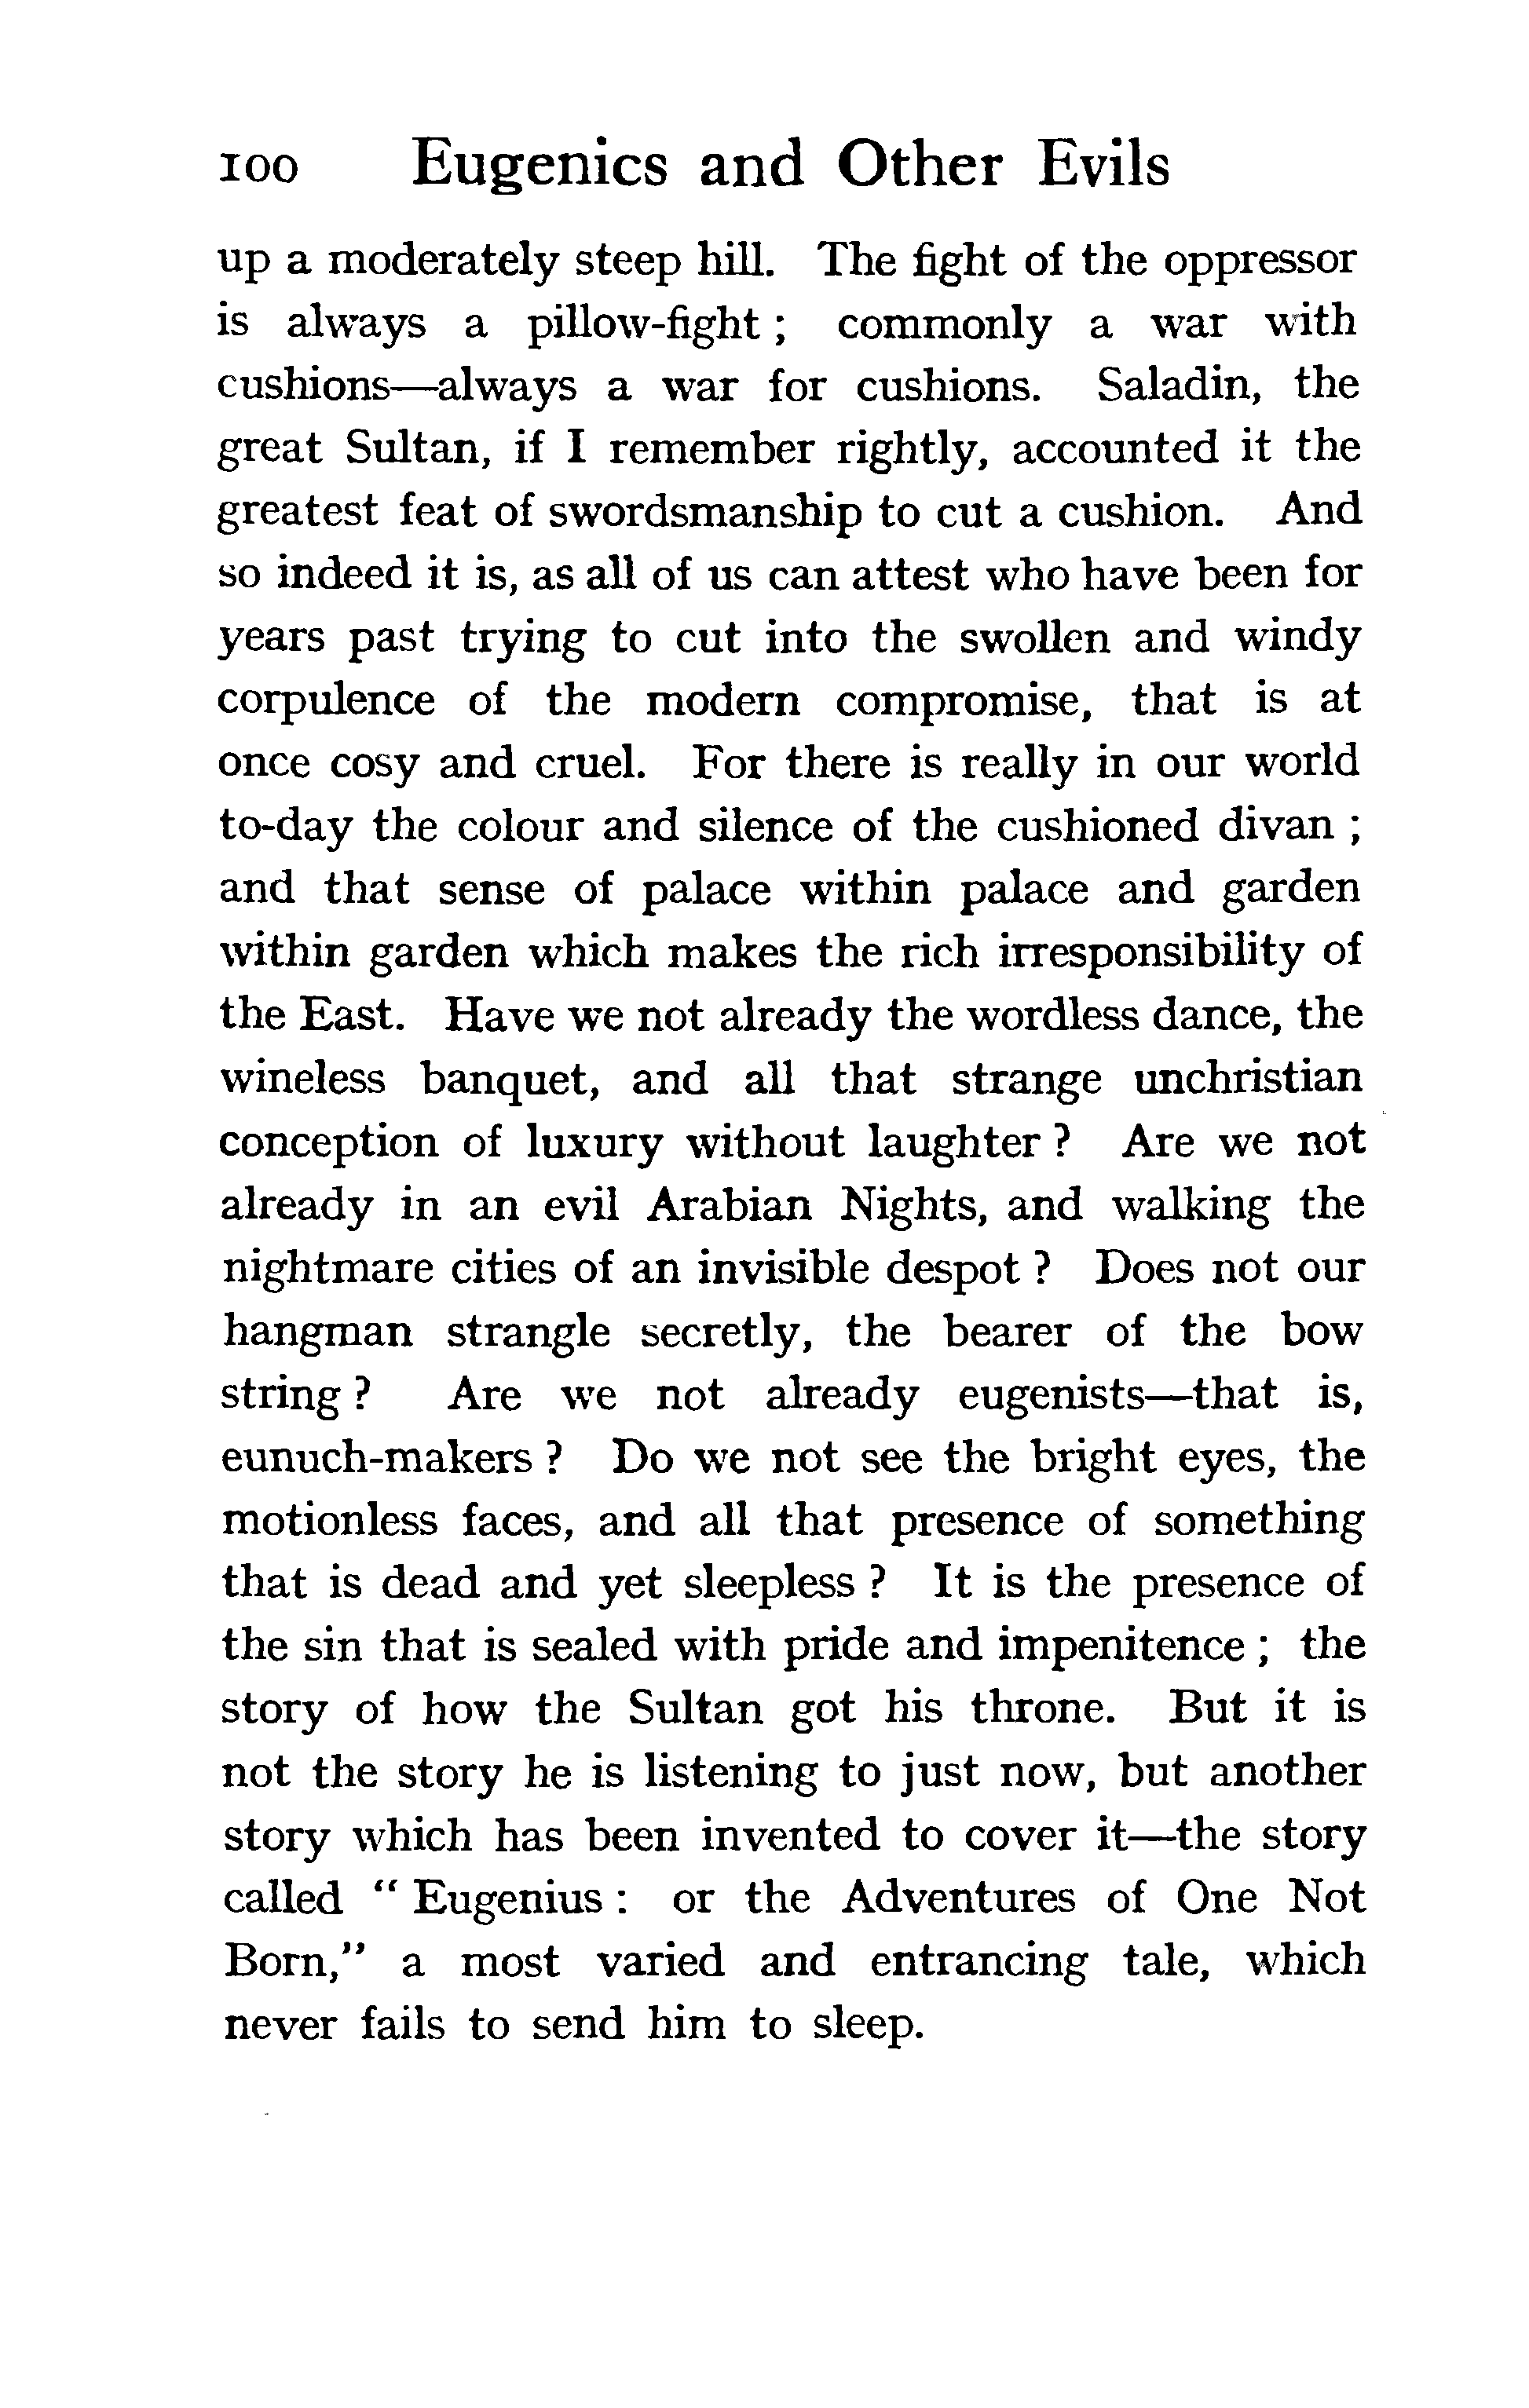 100 Eugenics and Other Evils
up a moderately steep hill. The fight of the oppressor
is always a pillow-fight ; commonly a war with
cushions—always a war for cushions. Saladin, the
great Sultan, if I remember rightly, accounted it the
greatest feat of swordsmanship to cut a cushion. And
so indeed it is, as all of us can attest who have been for
years past trying to cut into the swollen and windy
corpulence of the modern compromise, that is at
once cosy and cruel. For there is really in our world
to-day the colour and silence of the cushioned divan ;
and that sense of palace within palace and garden
within garden which makes the rich irresponsibility of
the East. Have we not already the wordless dance, the
wineless banquet, and all that strange unchristian
conception of luxury without laughter ? Are we not
already in an evil Arabian Nights, and walking the
nightmare cities of an invisible despot ? Does not our
hangman strangle secretly, the bearer of the bow
string ? Are we not already eugenists—that is,
eunuch-makers ? Do we not see the bright eyes, the
motionless faces, and all that presence of something
that is dead and yet sleepless ? It is the presence of
the sin that is sealed with pride and impenitence ; the
story of how the Sultan got his throne. But it is
not the story he is listening to just now, but another
story which has been invented to cover it—the story
called “ Eugenius : or the Adventures of One Not
Born,” a most varied and entrancing tale, which
never fails to send him to sleep.